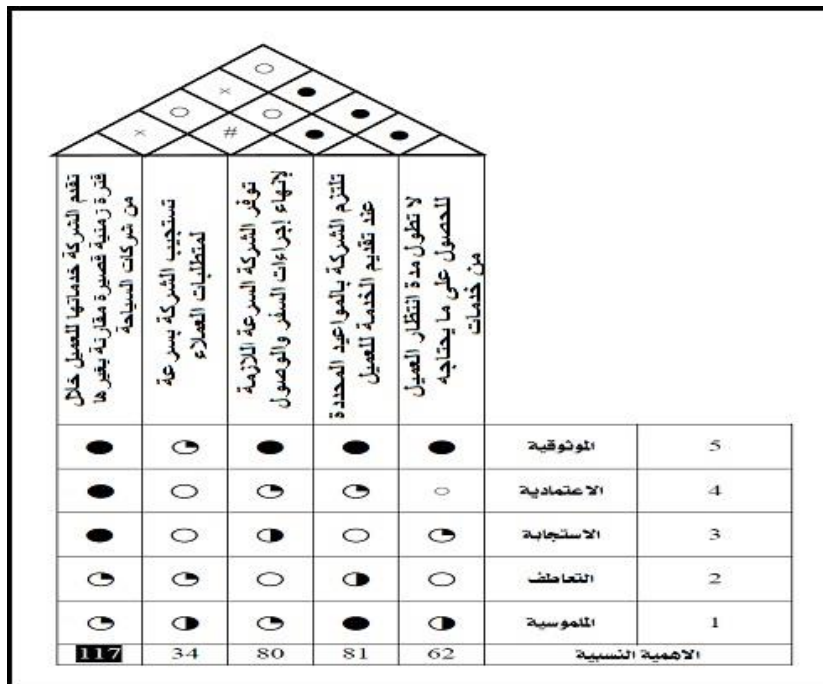 لا تطول مدة انتظار العميل
للحصول على ما يحتاجه
من خدمات
تلتزم الشركة بالمواعيد المحددة
عند تقديم الخدمة للعميل
توفر الشركة السرعة اللازمة
لإنهاء إجراءات السفر والوصول
تستجيب الشركة بسرعة
لمتطلبات العملاء
تقدم الشركة خدماتها للعميل خلال
فترة زمنية قصيرة مقارنة بغيرها
من شركات السياحة
5 الموثوقية
4 الاعتمادية
3 الاستجابة
2 التعاطف
1 الملموسية
الاهمية النسبية 62 81 80 34 117